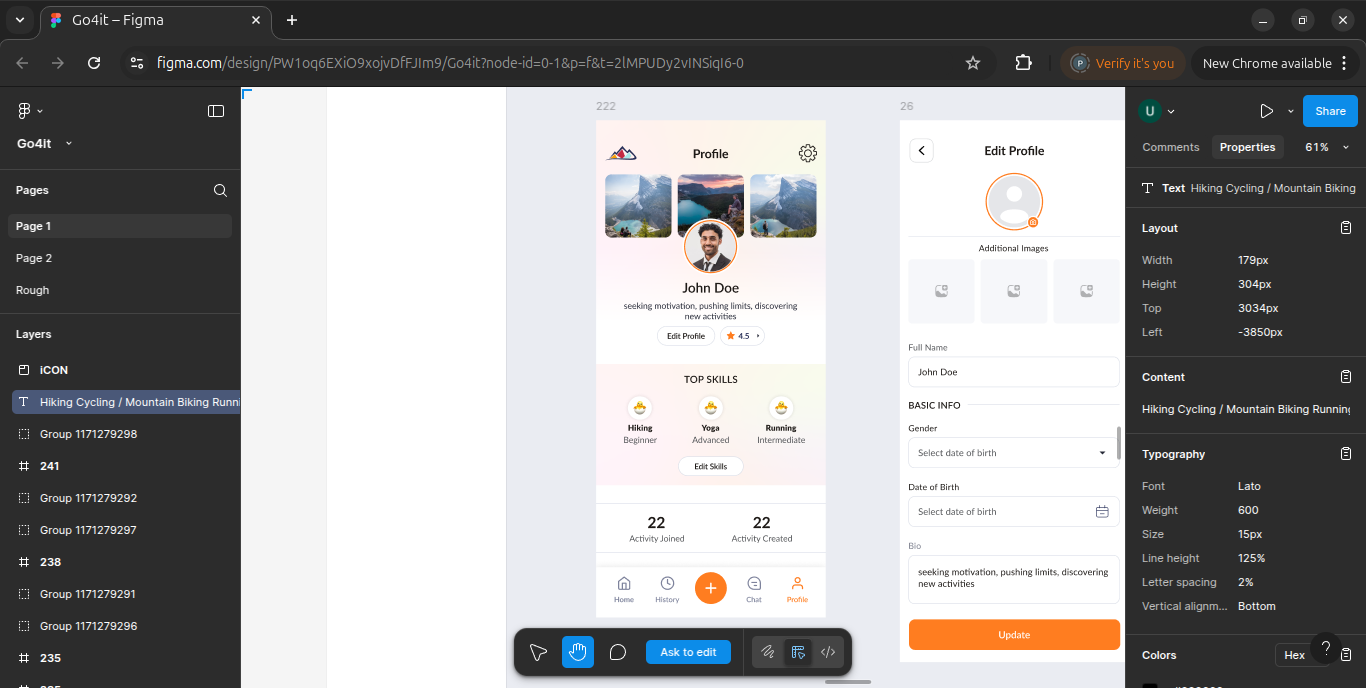 Go4it – Figma
figma.com/design/PW1oq6EXiO9xojvDfFJIm9/Go4it?node-id=0-1&p=f&t=2lMPUDy2vINSiqI6-0
P
Verify it's you
New Chrome available
Go4it
Pages
Page 1
Page 2
Rough
Layers
iCON
Hiking Cycling / Mountain Biking Runni
Group 1171279298
241
Group 1171279292
Group 1171279297
238
Group 1171279291
Group 1171279296
235
222
Profile
John Doe
seeking motivation, pushing limits, discovering
new activities
Edit Profile
4.5
TOP SKILLS
Hiking
Yoga
Running
Beginner
Advanced
Intermediate
Edit Skills
22
22
Activity Joined
Activity Created
Home
History
Chat
Profile
26
Edit Profile
Additional Images
Full Name
John Doe
BASIC INFO
Gender
Select date of birth
Date of Birth
Select date of birth
Bio
seeking motivation, pushing limits, discovering
new activities
Update
Ask to edit
U
Share
Comments
Properties
61%
Text Hiking Cycling / Mountain Biking
Layout
Width 179px
Height 304px
Top 3034px
Left -3850px
Content
Hiking Cycling / Mountain Biking Running
Typography
Font Lato
Weight 600
Size 15px
Line height 125%
Letter spacing 2%
Vertical alignm... Bottom
Colors
Hex
?